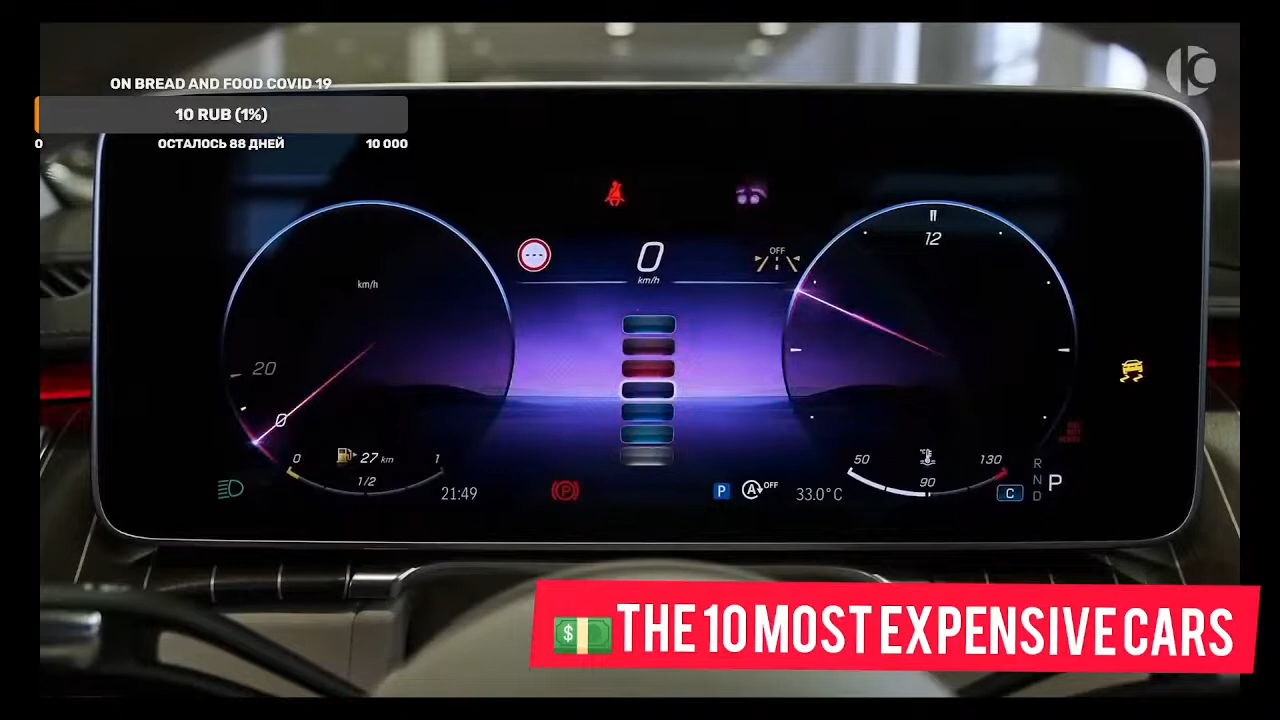 ON BREAD AND FOOD COVID 19
10 RUB (1%)
0 ОСТАЛОСЬ 88 ДНЕЙ 10 000
OFF
0
km/h
12
km/h
20
0
0 27 km 1
1/2
21:49
P
P
A OFF
33.0°C
50 130
90
C
R
N
D
P
💵 THE 10 MOST EXPENSIVE CARS